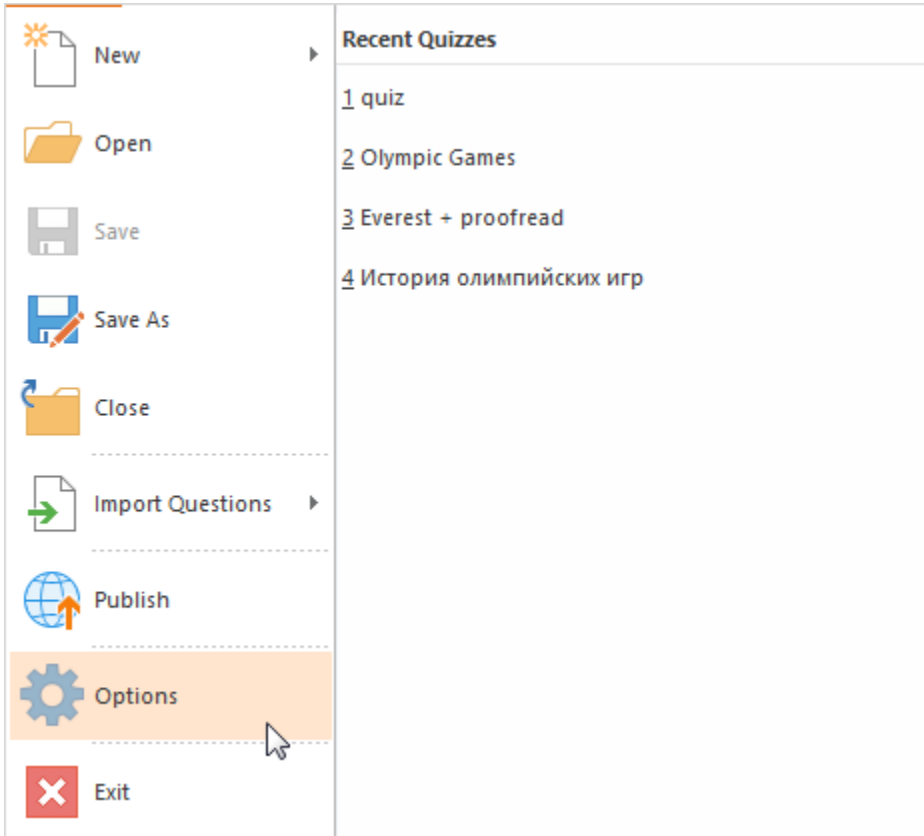 New
Open
Save
Save As
Close
Import Questions
Publish
Options
Exit
Recent Quizzes
1 quiz
2 Olympic Games
3 Everest + proofread
4 История олимпийских игр